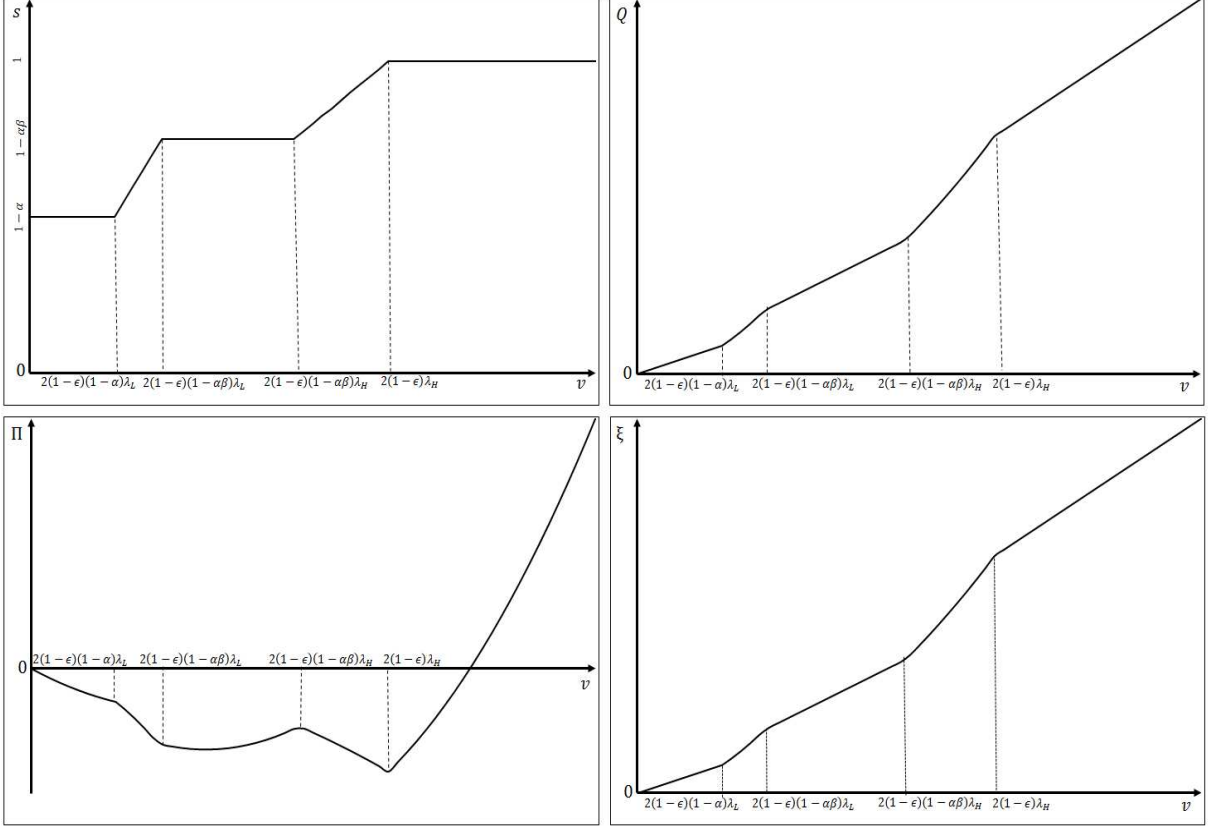 s
1
1 − αβ
1 − α
0
2(1 − ϵ)(1 − α)λ_L 2(1 − ϵ)(1 − αβ)λ_L 2(1 − ϵ)(1 − αβ)λ_H 2(1 − ϵ)λ_H
v
Q
0
2(1 − ϵ)(1 − α)λ_L 2(1 − ϵ)(1 − αβ)λ_L 2(1 − ϵ)(1 − αβ)λ_H 2(1 − ϵ)λ_H
v
Π
0
2(1 − ϵ)(1 − α)λ_L 2(1 − ϵ)(1 − αβ)λ_L 2(1 − ϵ)(1 − αβ)λ_H 2(1 − ϵ)λ_H
v
ξ
0
2(1 − ϵ)(1 − α)λ_L 2(1 − ϵ)(1 − αβ)λ_L 2(1 − ϵ)(1 − αβ)λ_H 2(1 − ϵ)λ_H
v